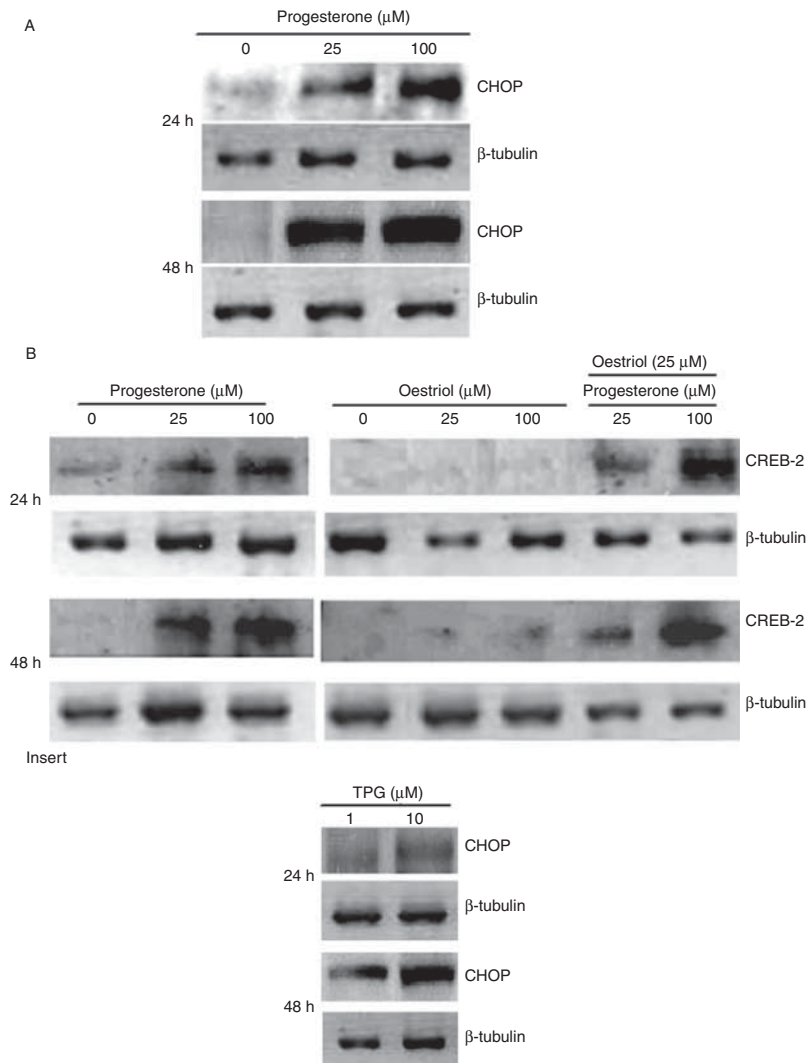 A
Progesterone (μM)
0 25 100
CHOP
24 h
β-tubulin
CHOP
48 h
β-tubulin
B
Oestriol (25 μM)
Progesterone (μM) Oestriol (μM) Progesterone (μM)
0 25 100 0 25 100 25 100
CREB-2
24 h
β-tubulin
CREB-2
48 h
β-tubulin
Insert
TPG (μM)
1 10
CHOP
24 h
β-tubulin
CHOP
48 h
β-tubulin